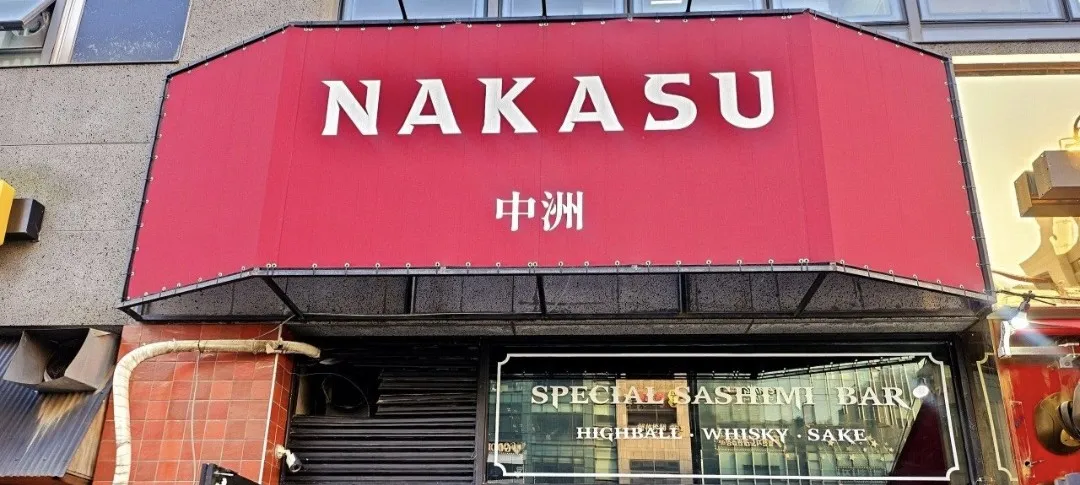 NAKASU
中洲
SPECIAL SASHIMI BAR
HIGHBALL · WHISKY · SAKE